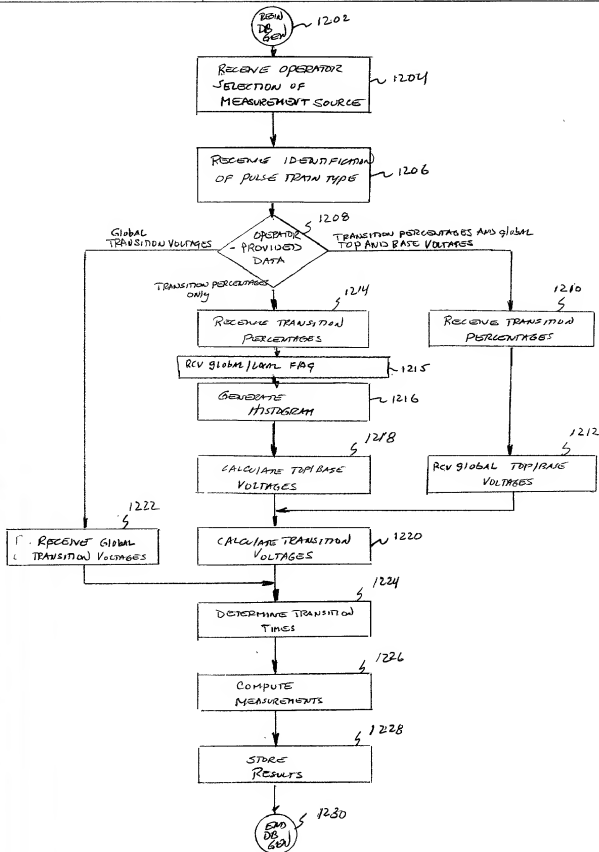 BEGIN
DB
GEN
1202
RECEIVE OPERATOR
SELECTION OF
MEASUREMENT SOURCE
1204
RECEIVE IDENTIFICATION
OF PULSE TRAIN TYPE
1206
1208
OPERATOR
- PROVIDED
DATA
Global
TRANSITION VOLTAGES
TRANSITION PERCENTAGES AND global
TOP AND BASE VOLTAGES
TRANSITION PERCENTAGES
ONLY
1214
RECEIVE TRANSITION
PERCENTAGES
1210
RECEIVE TRANSITION
PERCENTAGES
RCV global/LOCAL FlAG
1215
GENERATE
HISTOGRAM
1216
1218
CALCULATE TOP/BASE
VOLTAGES
1212
RCV global TOP/BASE
VOLTAGES
1222
RECEIVE Global
TRANSITION VOLTAGES
CALCULATE TRANSITION
VOLTAGES
1220
1224
DETERMINE TRANSITION
TIMES
1226
COMPUTE
MEASUREMENTS
1228
STORE
RESULTS
END
DB
GEN
1230